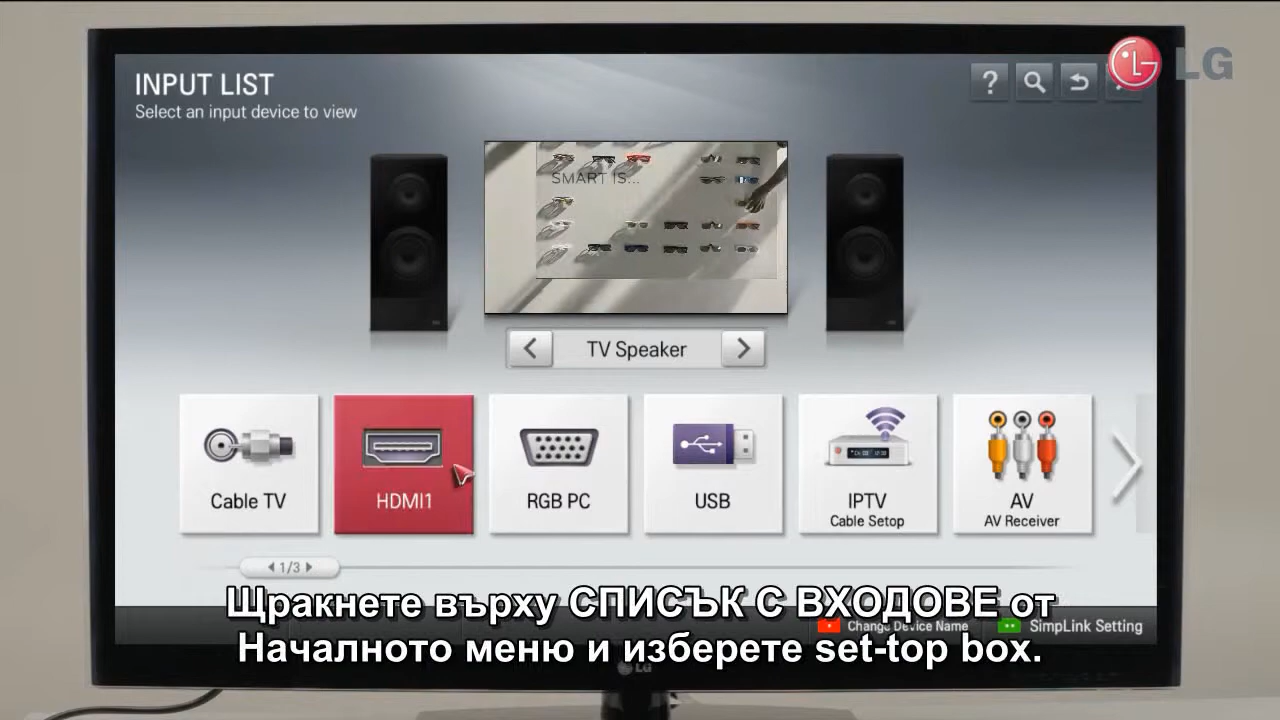 INPUT LIST
Select an input device to view
?
LG
SMART IS...
TV Speaker
Cable TV
HDMI1
RGB PC
USB
IPTV
Cable Setup
AV
AV Receiver
1/3
Щракнете върху СПИСЪК С ВХОДОВЕ от
Началното меню и изберете set-top box.
Change Device Name
SimpLink Setting
LG